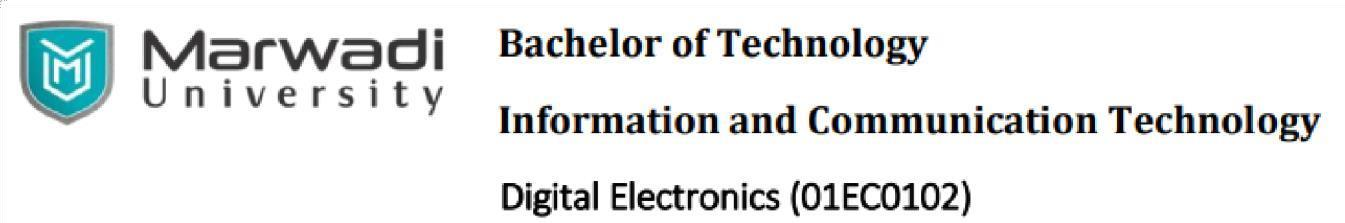 Marwadi
University
Bachelor of Technology
Information and Communication Technology
Digital Electronics (01EC0102)